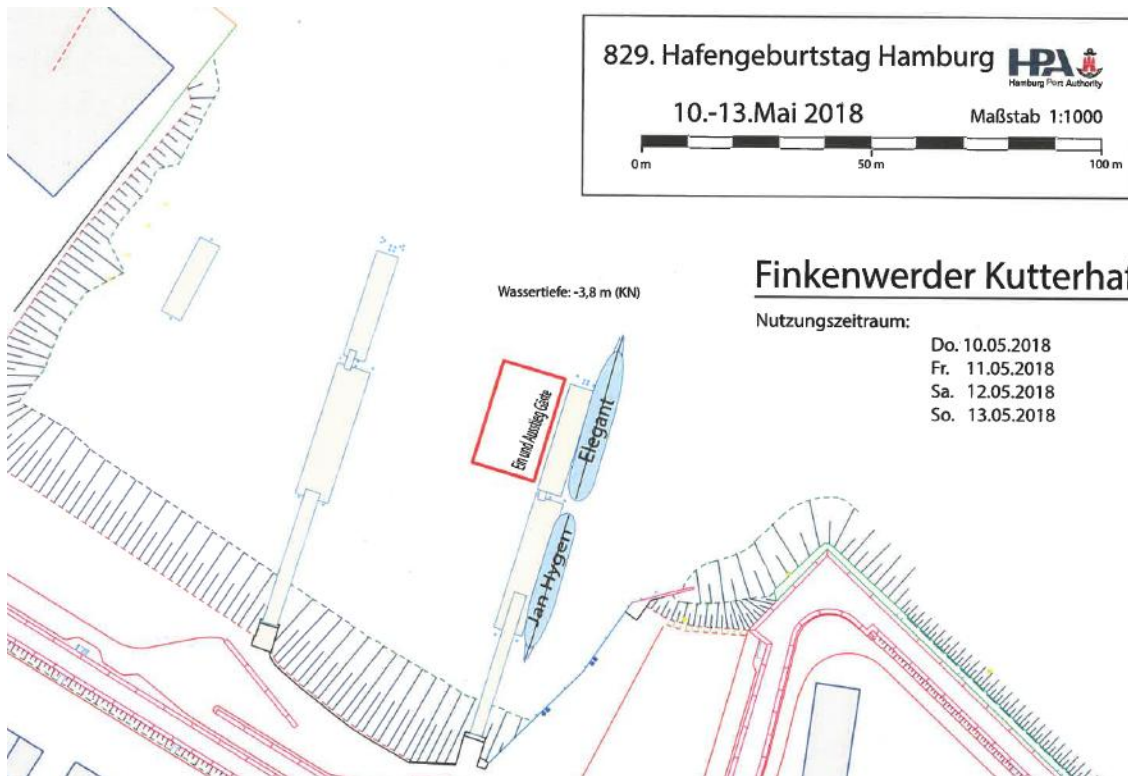 829. Hafengeburtstag Hamburg
HPA
Hamburg Port Authority
10.-13.Mai 2018
Maßstab 1:1000
0 m
50 m
100 m
Wassertiefe: -3,8 m (KN)
Finkenwerder Kutterhaf
Nutzungszeitraum:
Do. 10.05.2018
Fr. 11.05.2018
Sa. 12.05.2018
So. 13.05.2018
Ein und Ausstieg Gäste
Elegant
Jan Hygen